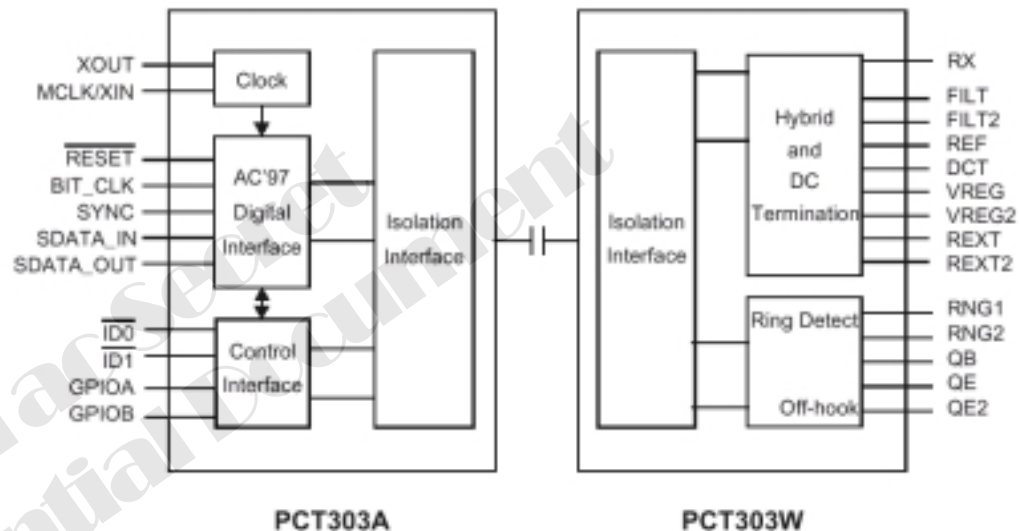 XOUT
MCLK/XIN
RESET
BIT_CLK
SYNC
SDATA_IN
SDATA_OUT
ID0
ID1
GPIOA
GPIOB
Clock
AC'97
Digital
Interface
Control
Interface
Isolation
Interface
Isolation
Interface
Hybrid
and
DC
Termination
Ring Detect
Off-hook
RX
FILT
FILT2
REF
DCT
VREG
VREG2
REXT
REXT2
RNG1
RNG2
QB
QE
QE2
PCT303A
PCT303W
Secret
Document